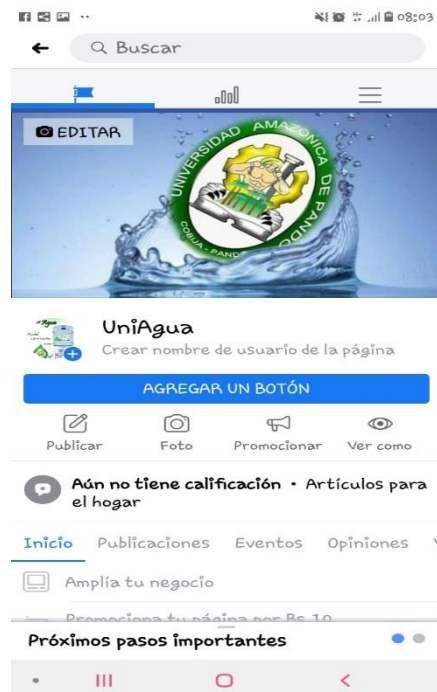 08:03
Buscar
EDITAR
UNIVERSIDAD AMAZONICA DE PANDO
COBIJA - PANDO
Agua
UniAgua
Crear nombre de usuario de la página
AGREGAR UN BOTÓN
Publicar Foto Promocionar Ver como
Aún no tiene calificación • Artículos para
el hogar
Inicio Publicaciones Eventos Opiniones
Amplía tu negocio
Promociona tu página por Bs 10
Próximos pasos importantes